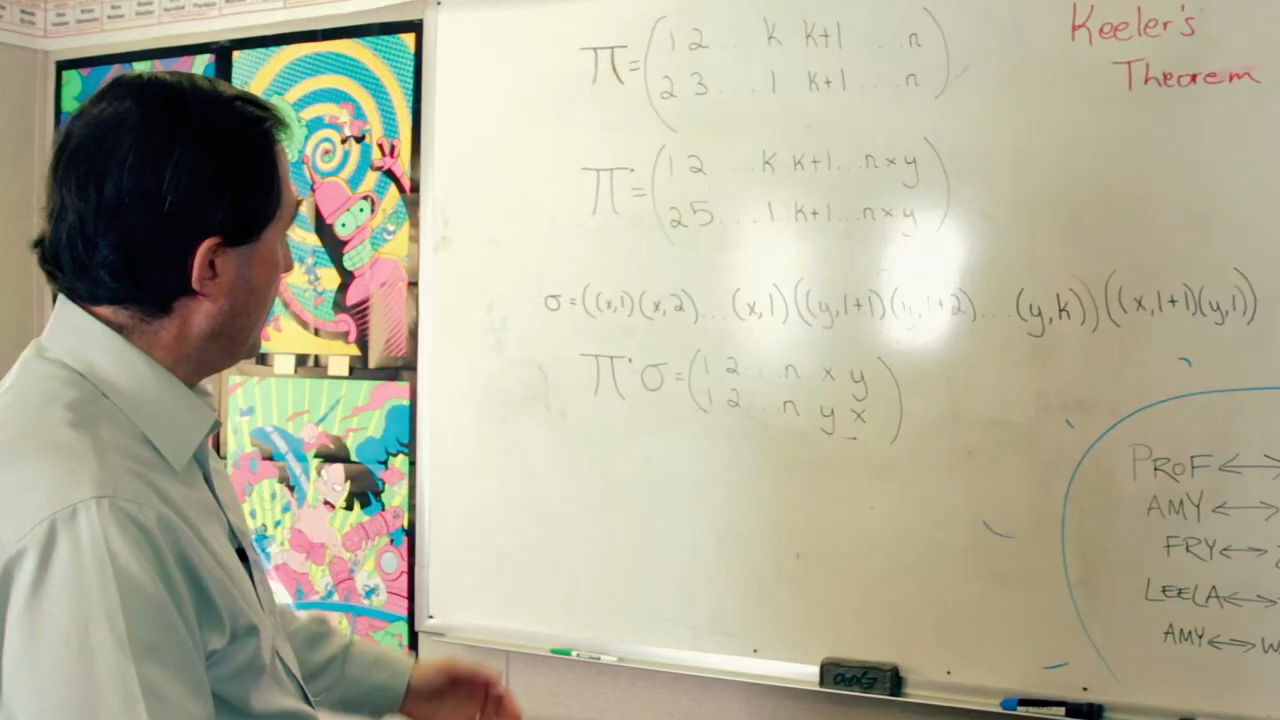 Keeler's
Theorem
π = (1 2 ... k k+1 ... n)
(2 3 ... 1 k+1 ... n)
π· = (1 2 ... k k+1 ... n x y)
(2 5 ... 1 k+1 ... n x y)
σ = ((x,1)(x,2)... (x,1)((y,1+1)(y,1+2)... (y,k))((x,1+1)(y,1))
π· σ = (1 2 ... n x y)
(1 2 .. n y x)
PROF ↔
AMY ↔
FRY ↔
LEELA ↔
AMY ↔ W
Expo